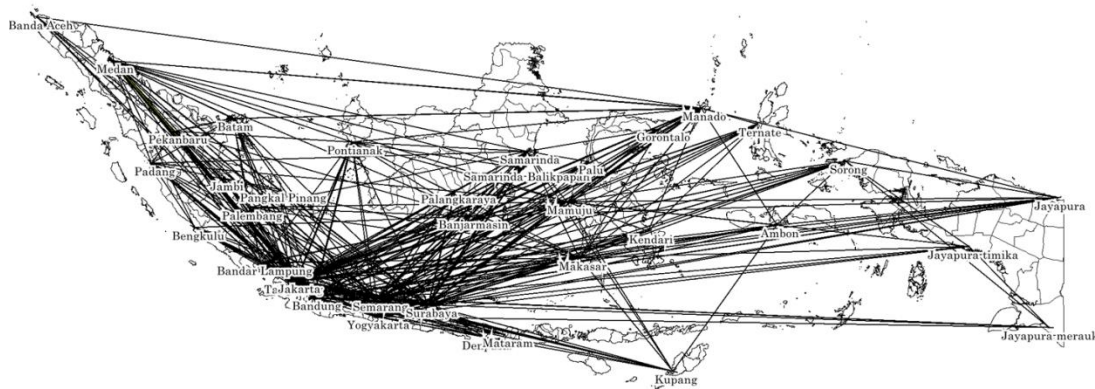 Banda Aceh
Medan
Manado
Ternate
Batam
Gorontalo
Pekanbaru
Pontianak
Samarinda
Padang
Sorong
Palu
Samarinda-Balikpapan
Jambi
Pangkal Pinang
Palangkaraya
Jayapura
Mamuju
Palembang
Banjarmasin
Bengkulu
Ambon
Kendari
Jayapura-timika
Makasar
Bandar Lampung
Jakarta
Bandung
Semarang
Surabaya
Yogyakarta
Jayapura-merauk
Mataram
Kupang